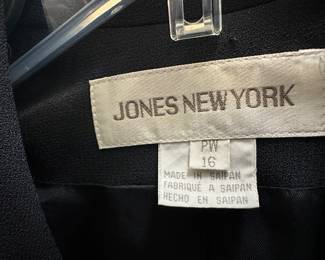 JONES NEW YORK
PW
16
MADE IN SAIPAN
FABRIQUÉ A SAIPAN
HECHO EN SAIPAN